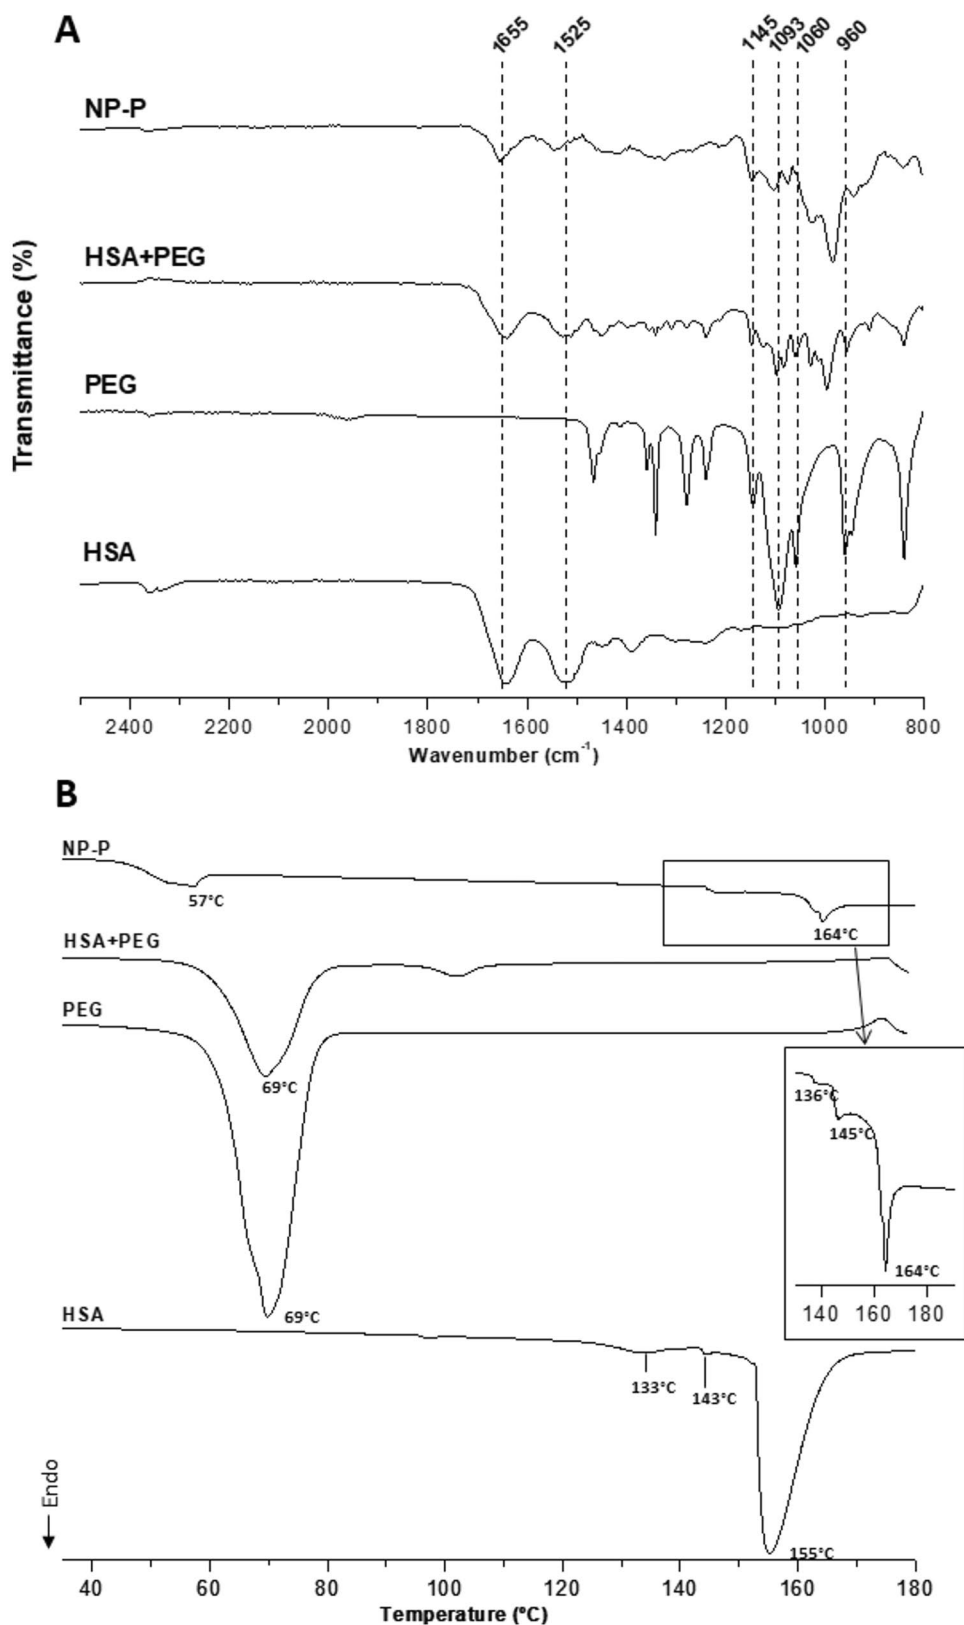 A
1655 1525 1145 1093 1060 960
NP-P
HSA+PEG
PEG
HSA
Transmittance (%)
2400 2200 2000 1800 1600 1400 1200 1000 800
Wavenumber (cm⁻¹)
B
NP-P
57°C
164°C
HSA+PEG
69°C
PEG
69°C
136°C
145°C
164°C
140 160 180
HSA
133°C
143°C
155°C
Endo
40 60 80 100 120 140 160 180
Temperature (ºC)